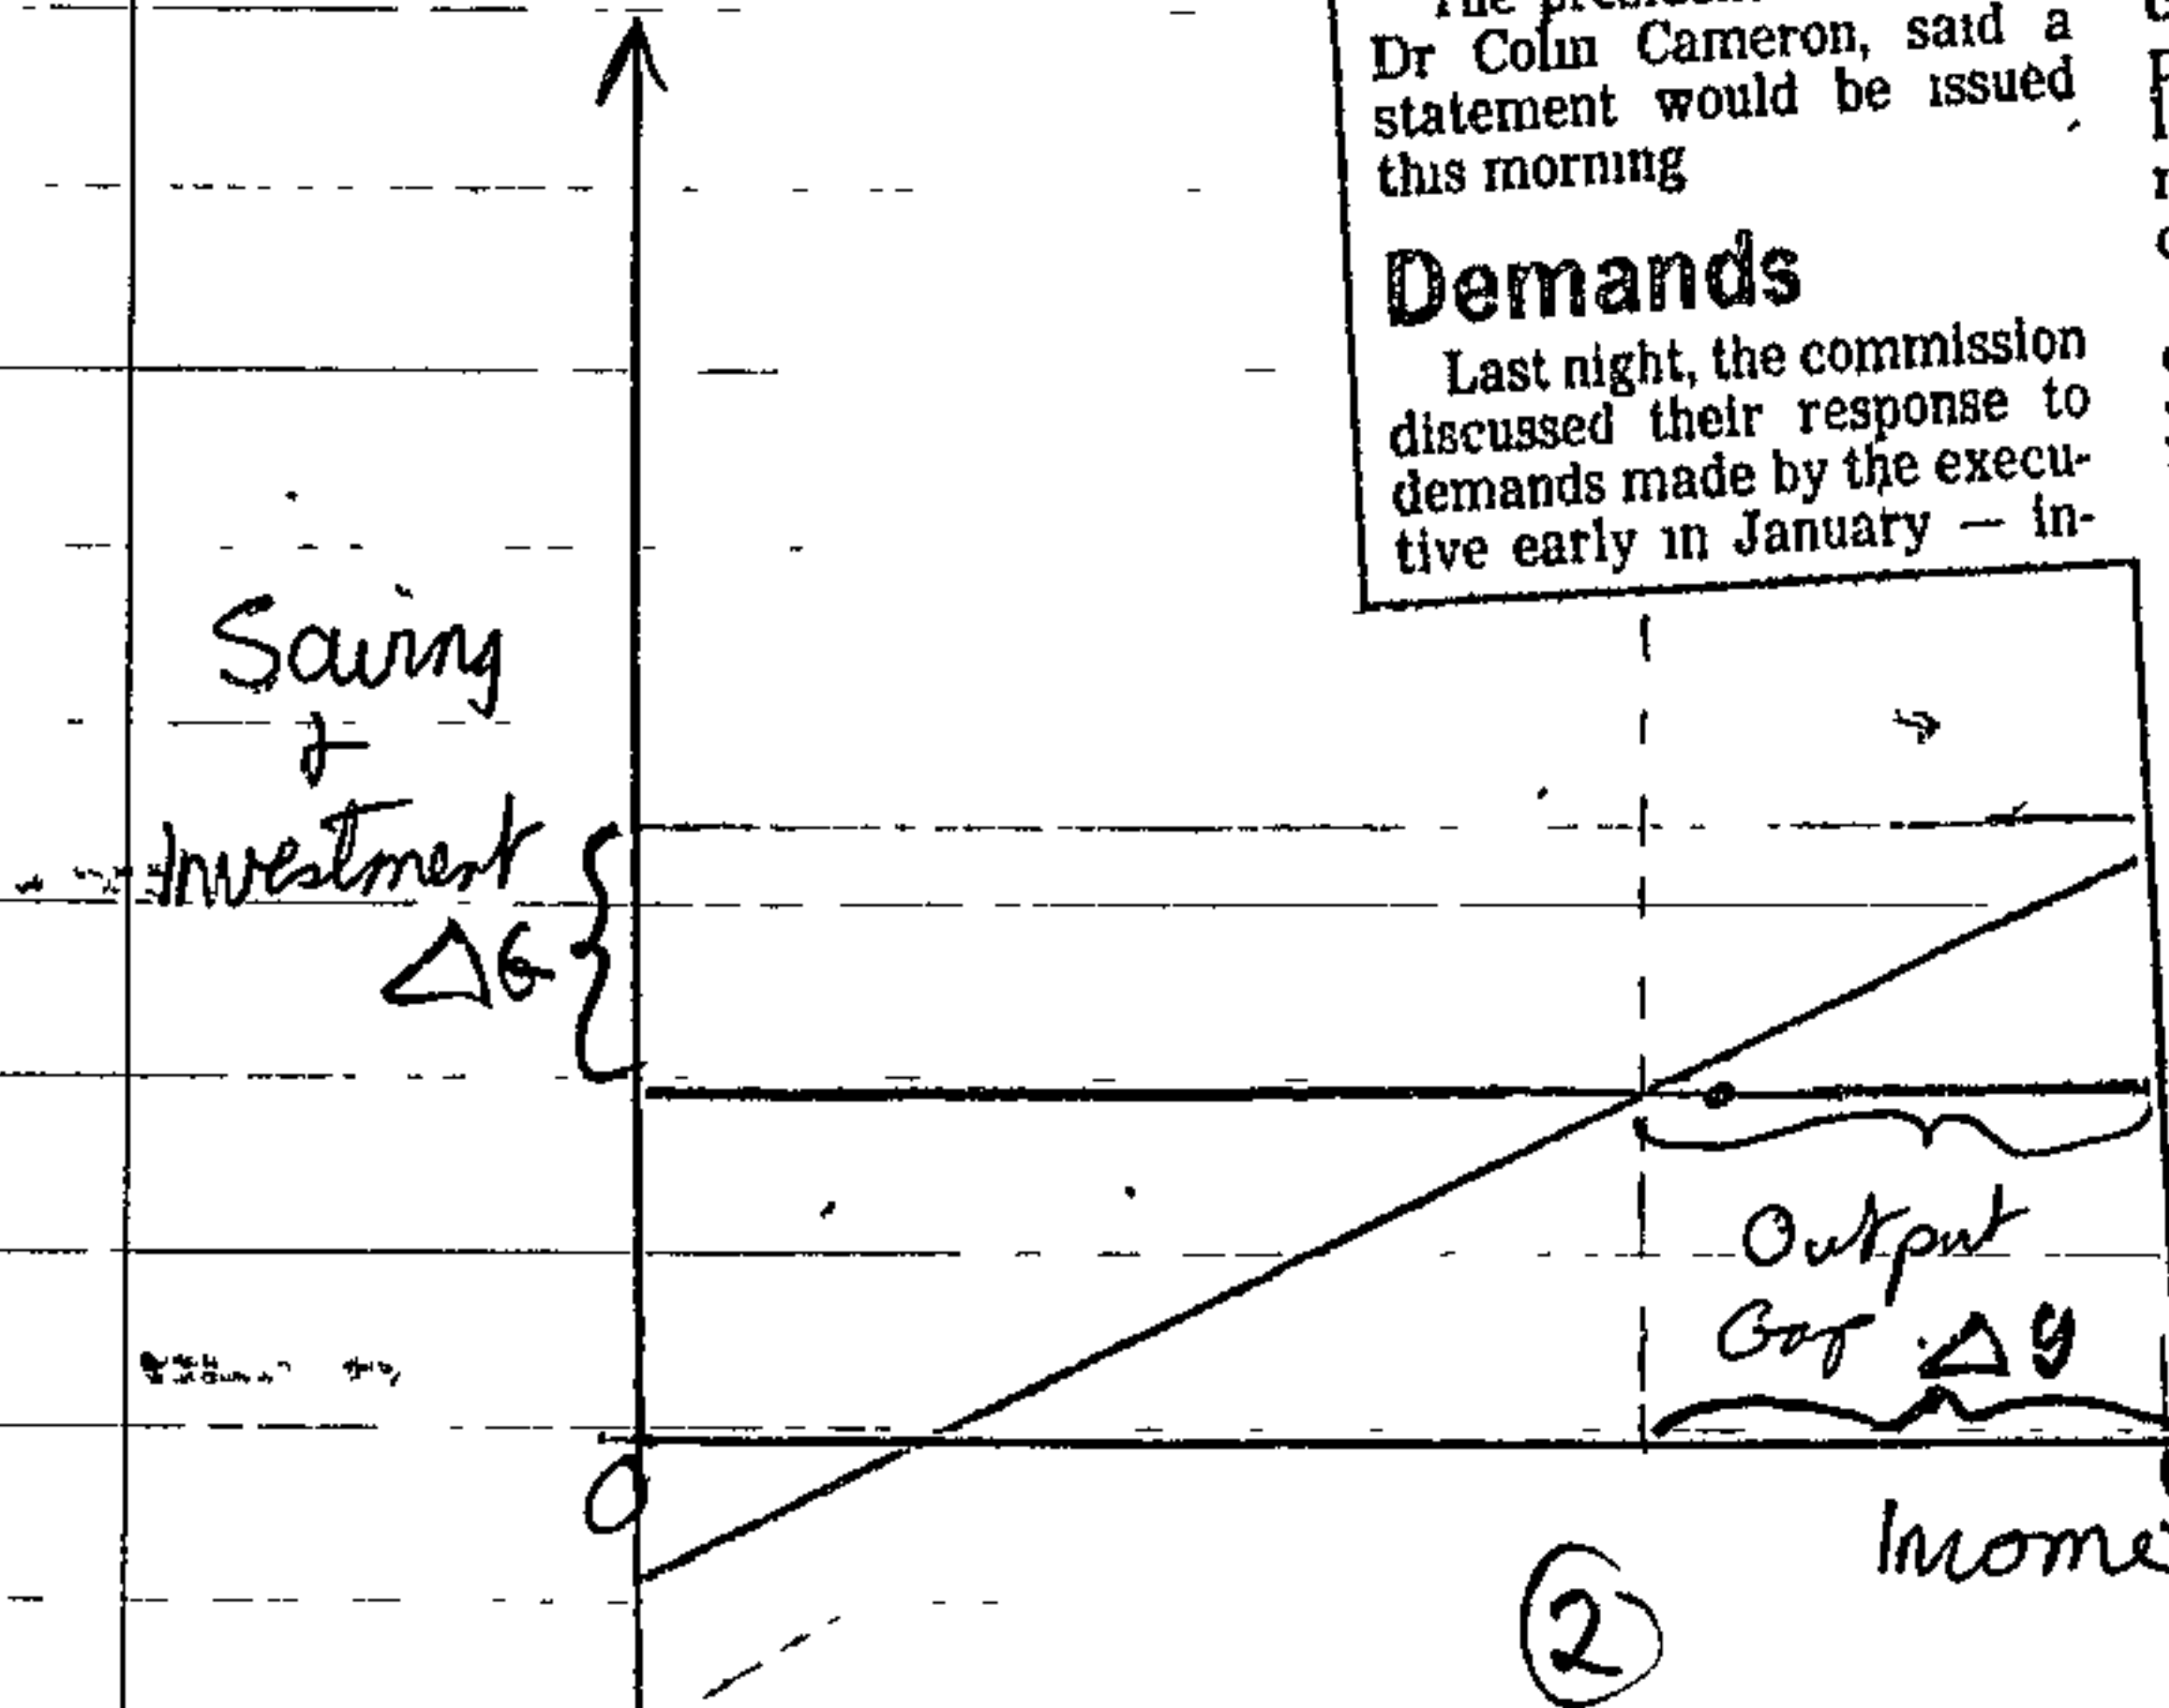 Dr Colin Cameron, said a
statement would be issued
this morning
Demands
Last night, the commission
discussed their response to
demands made by the execu-
tive early in January — in-
Saving
&
Investment
ΔG
Output
Gap Δy
O
Income
2